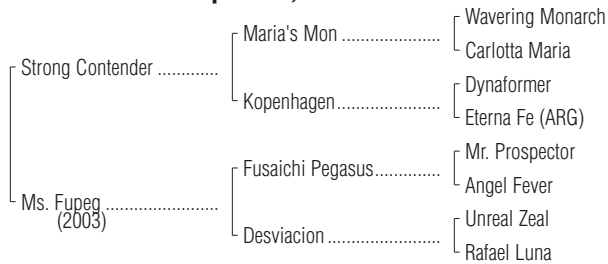 Wavering Monarch
Maria's Mon ..................
Carlotta Maria
Strong Contender .............
Dynaformer
Kopenhagen...................
Eterna Fe (ARG)
Mr. Prospector
Fusaichi Pegasus..............
Angel Fever
Ms. Fupeg ........................
(2003)
Unreal Zeal
Desviacion .....................
Rafael Luna